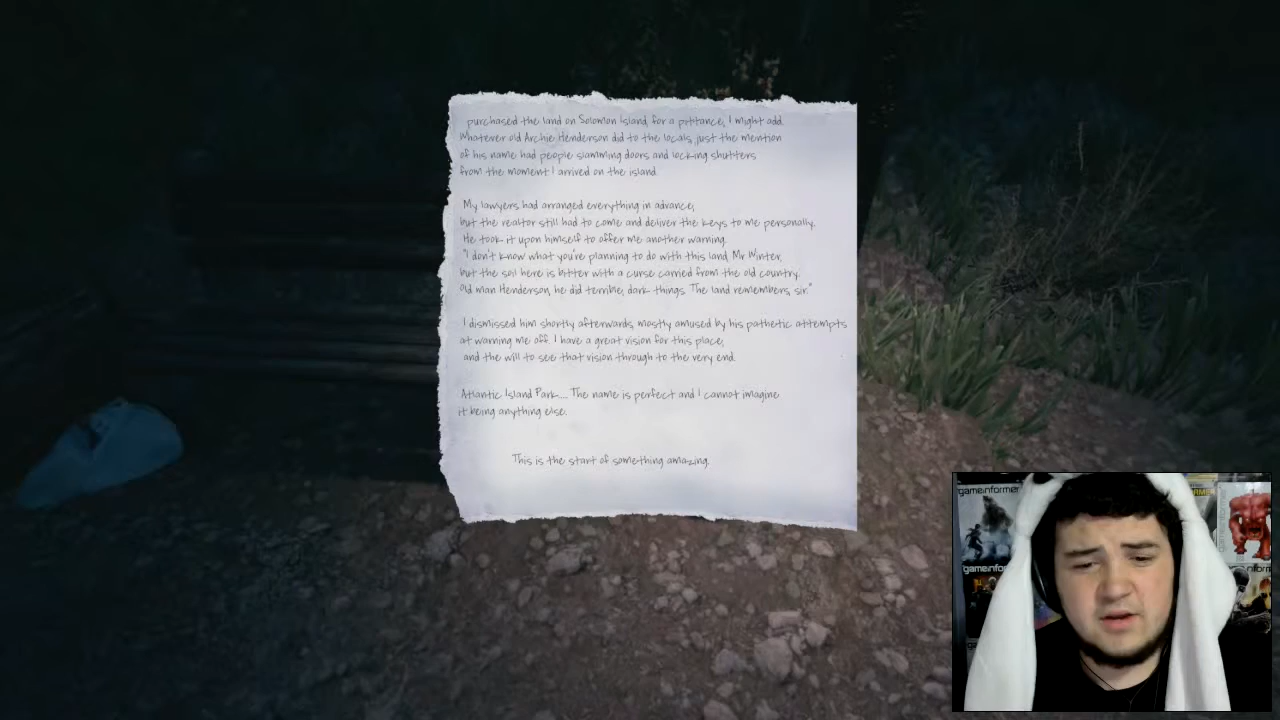 purchased the land on Solomon Island, for a pittance, I might add.
Whatever old Archie Henderson did to the locals, just the mention
of his name had people slamming doors and locking shutters
from the moment I arrived on the island.
My lawyers had arranged everything in advance,
but the realtor still had to come and deliver the keys to me personally.
He took it upon himself to offer me another warning.
"I don't know what you're planning to do with this land, Mr Winter,
but the soil here is bitter with a curse carried from the old country.
Old man Henderson, he did terrible, dark things. The land remembers, sir."
I dismissed him shortly afterwards, mostly amused by his pathetic attempts
at warning me off. I have a great vision for this place,
and the will to see that vision through to the very end.
Atlantic Island Park.... The name is perfect and I cannot imagine
it being anything else.
This is the start of something amazing.
gameinformer
gameinfor